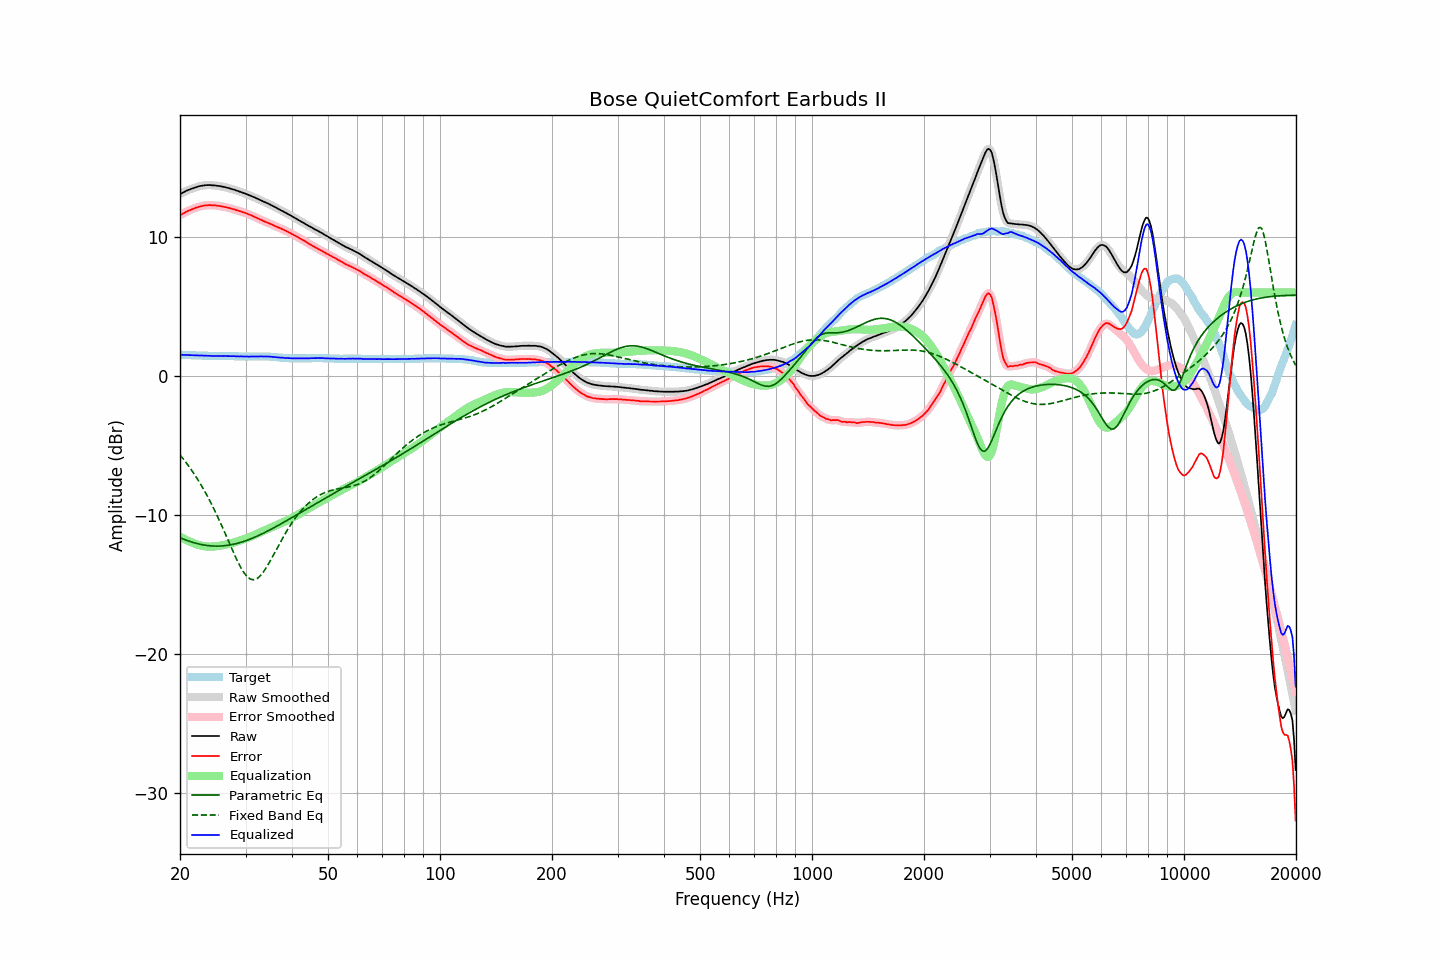 Bose QuietComfort Earbuds II
Amplitude (dBr)
10
0
−10
−20
−30
Target
Raw Smoothed
Error Smoothed
Raw
Error
Equalization
Parametric Eq
Fixed Band Eq
Equalized
20 50 100 200 500 1000 2000 5000 10000 20000
Frequency (Hz)